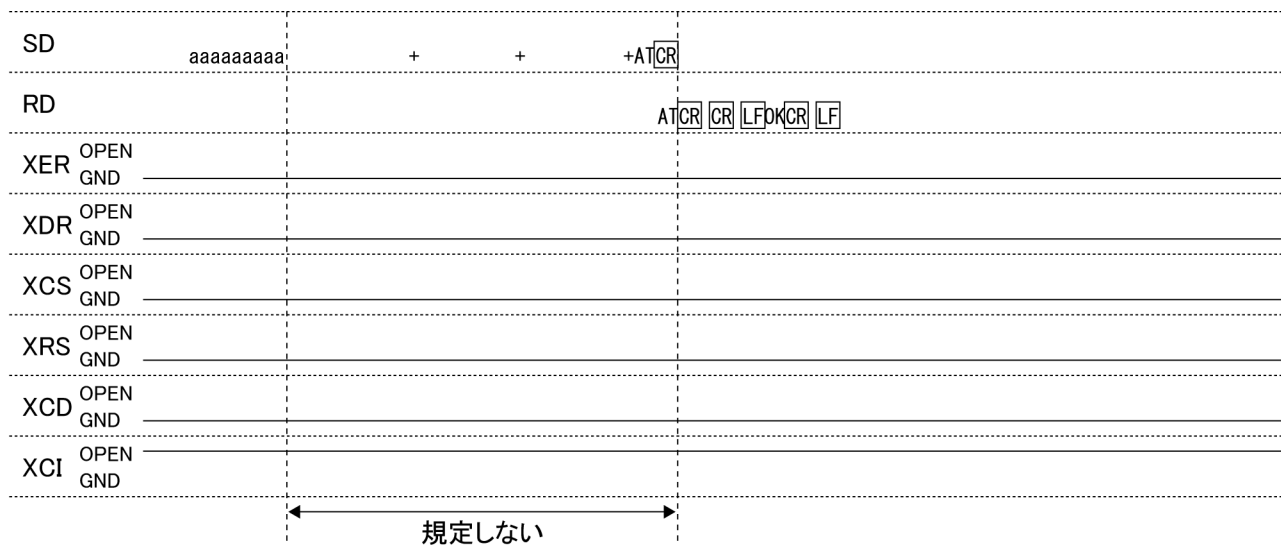 SD aaaaaaaaa + + +ATCR
RD ATCR CR LFOKCR LF
XER OPEN
GND
XDR OPEN
GND
XCS OPEN
GND
XRS OPEN
GND
XCD OPEN
GND
XCI OPEN
GND
規定しない